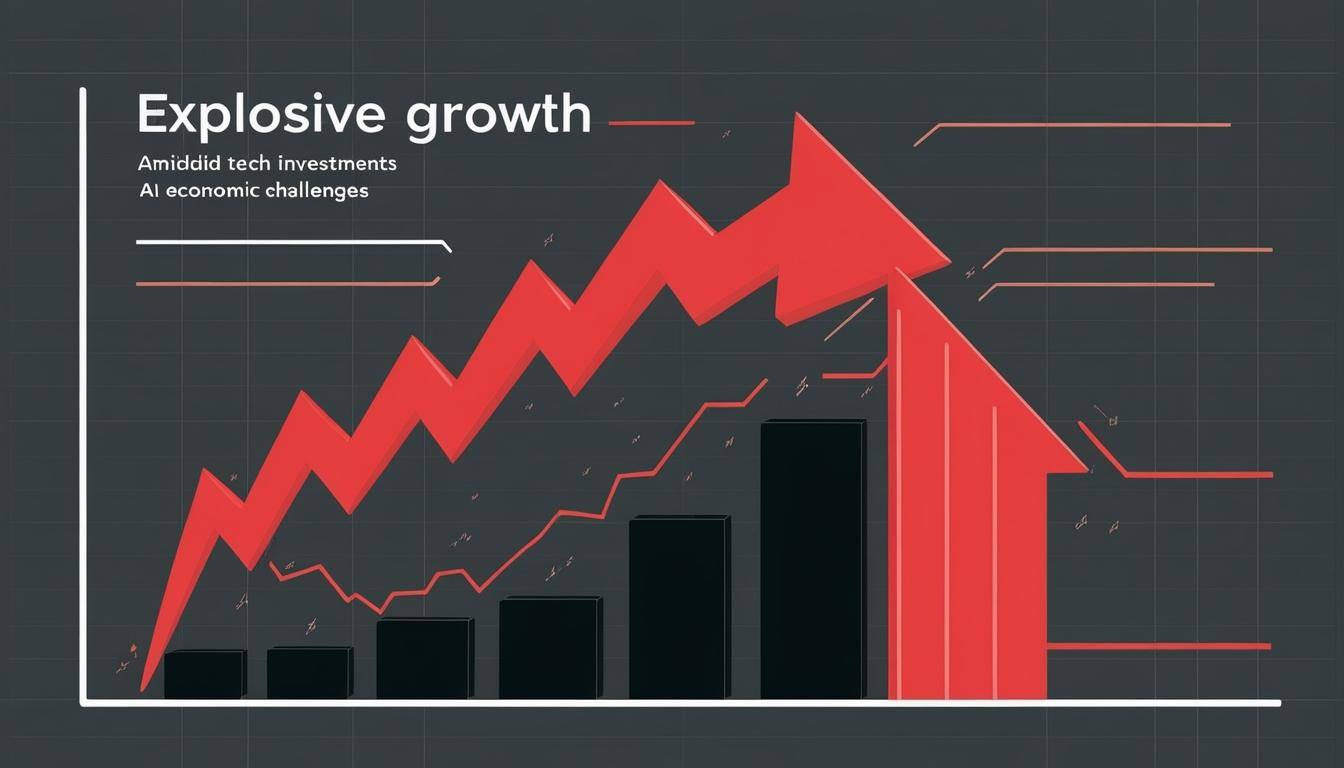 Explosive growth
Amiddid tech investments
AI economic challenges